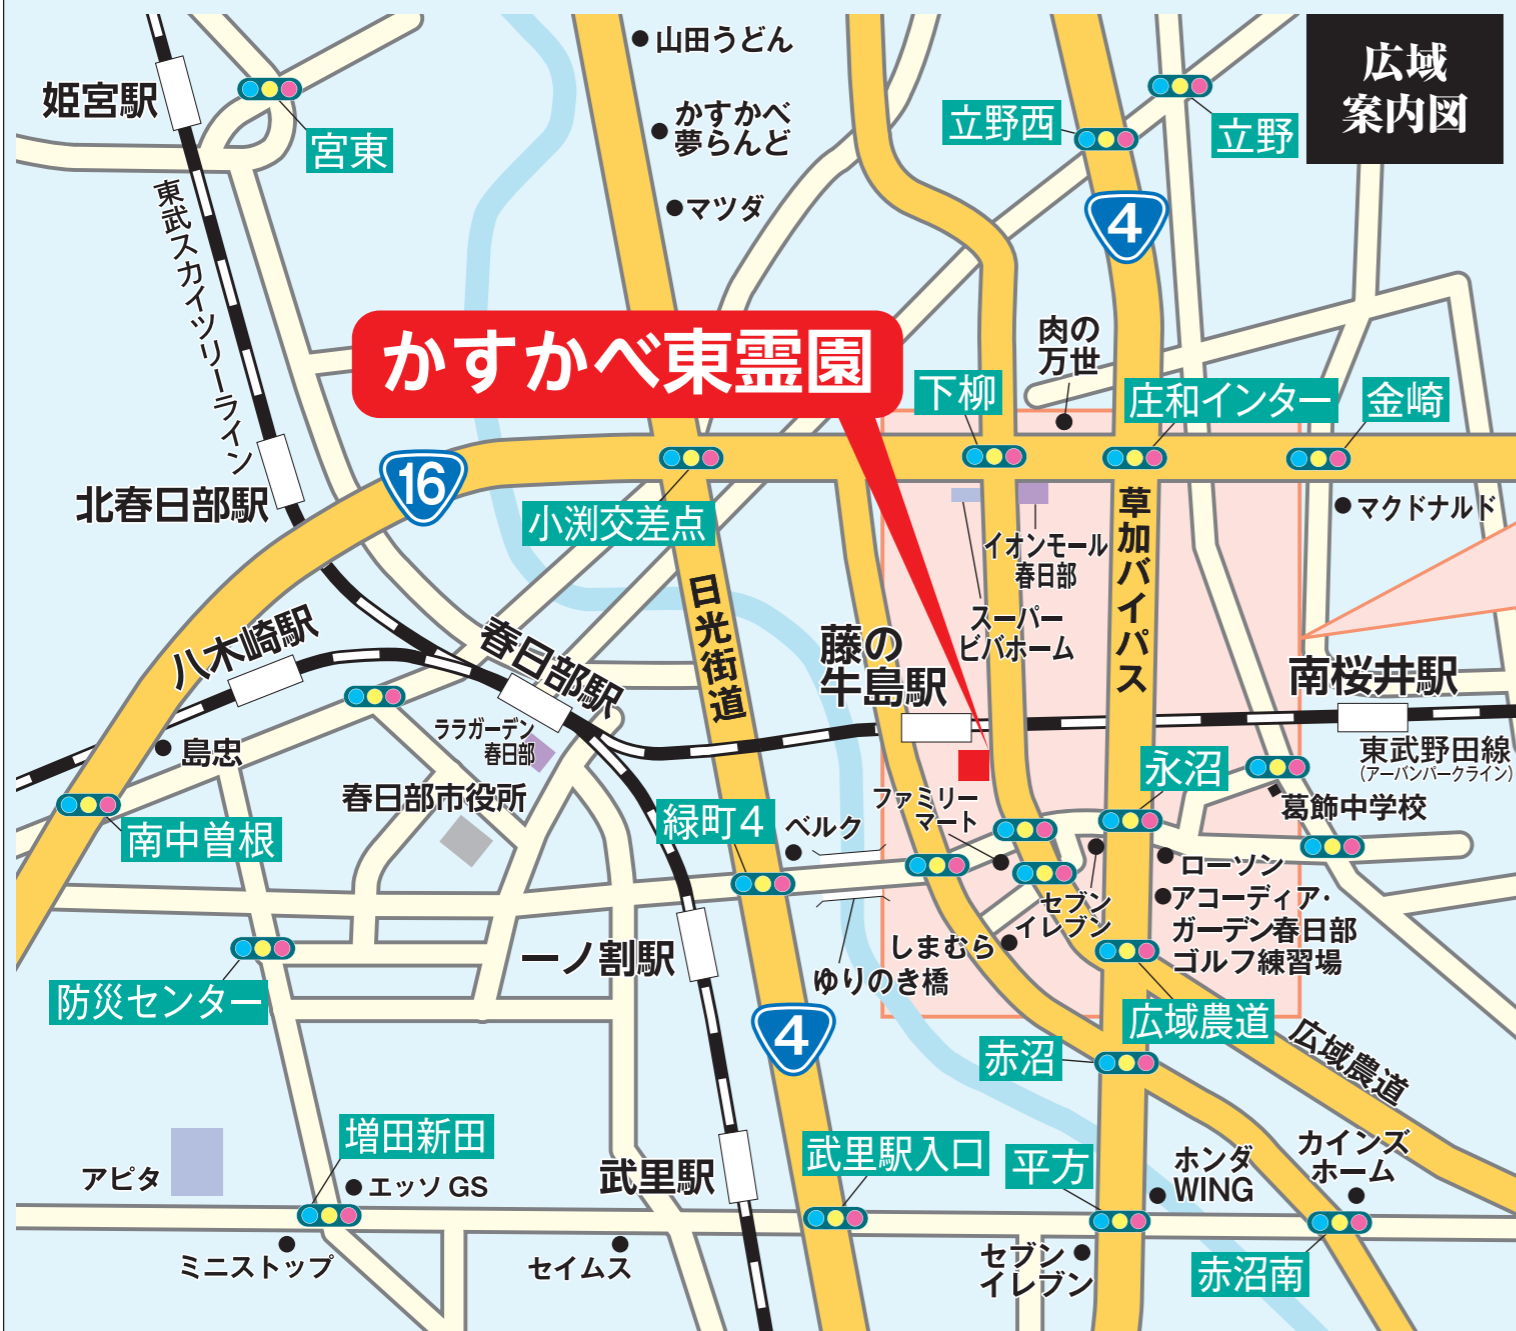 広域
案内図
山田うどん
姫宮駅
かすかべ
夢らんど
立野西
立野
宮東
マツダ
4
東武スカイツリーライン
かすかべ東霊園
肉の
万世
下柳
庄和インター
金崎
16
北春日部駅
小渕交差点
マクドナルド
草加バイパス
イオンモール
春日部
日光街道
スーパー
ビバホーム
八木崎駅
春日部駅
藤の
牛島駅
南桜井駅
ララガーデン
春日部
島忠
東武野田線
(アーバンパークライン)
永沼
春日部市役所
ファミリー
マート
葛飾中学校
南中曽根
緑町4
ベルク
ローソン
セブン
イレブン
アコーディア・
ガーデン春日部
ゴルフ練習場
しまむら
一ノ割駅
ゆりのき橋
防災センター
広域農道
4
赤沼
広域農道
増田新田
武里駅入口
平方
ホンダ
WING
カインズ
ホーム
アピタ
エッソ GS
武里駅
ミニストップ
セイムス
セブン
イレブン
赤沼南